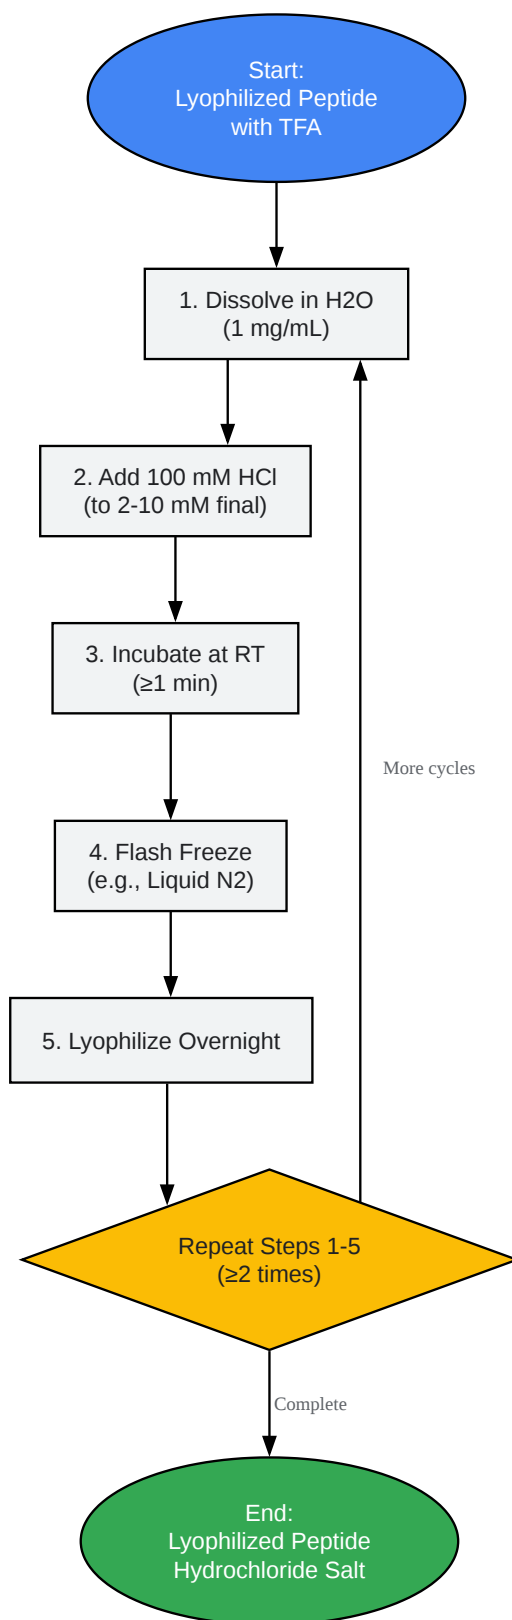 Start:
Lyophilized Peptide
with TFA
1. Dissolve in H2O
(1 mg/mL)
2. Add 100 mM HCl
(to 2-10 mM final)
3. Incubate at RT
(≥1 min)
More cycles
4. Flash Freeze
(e.g., Liquid N2)
5. Lyophilize Overnight
Repeat Steps 1-5
(≥2 times)
Complete
End:
Lyophilized Peptide
Hydrochloride Salt